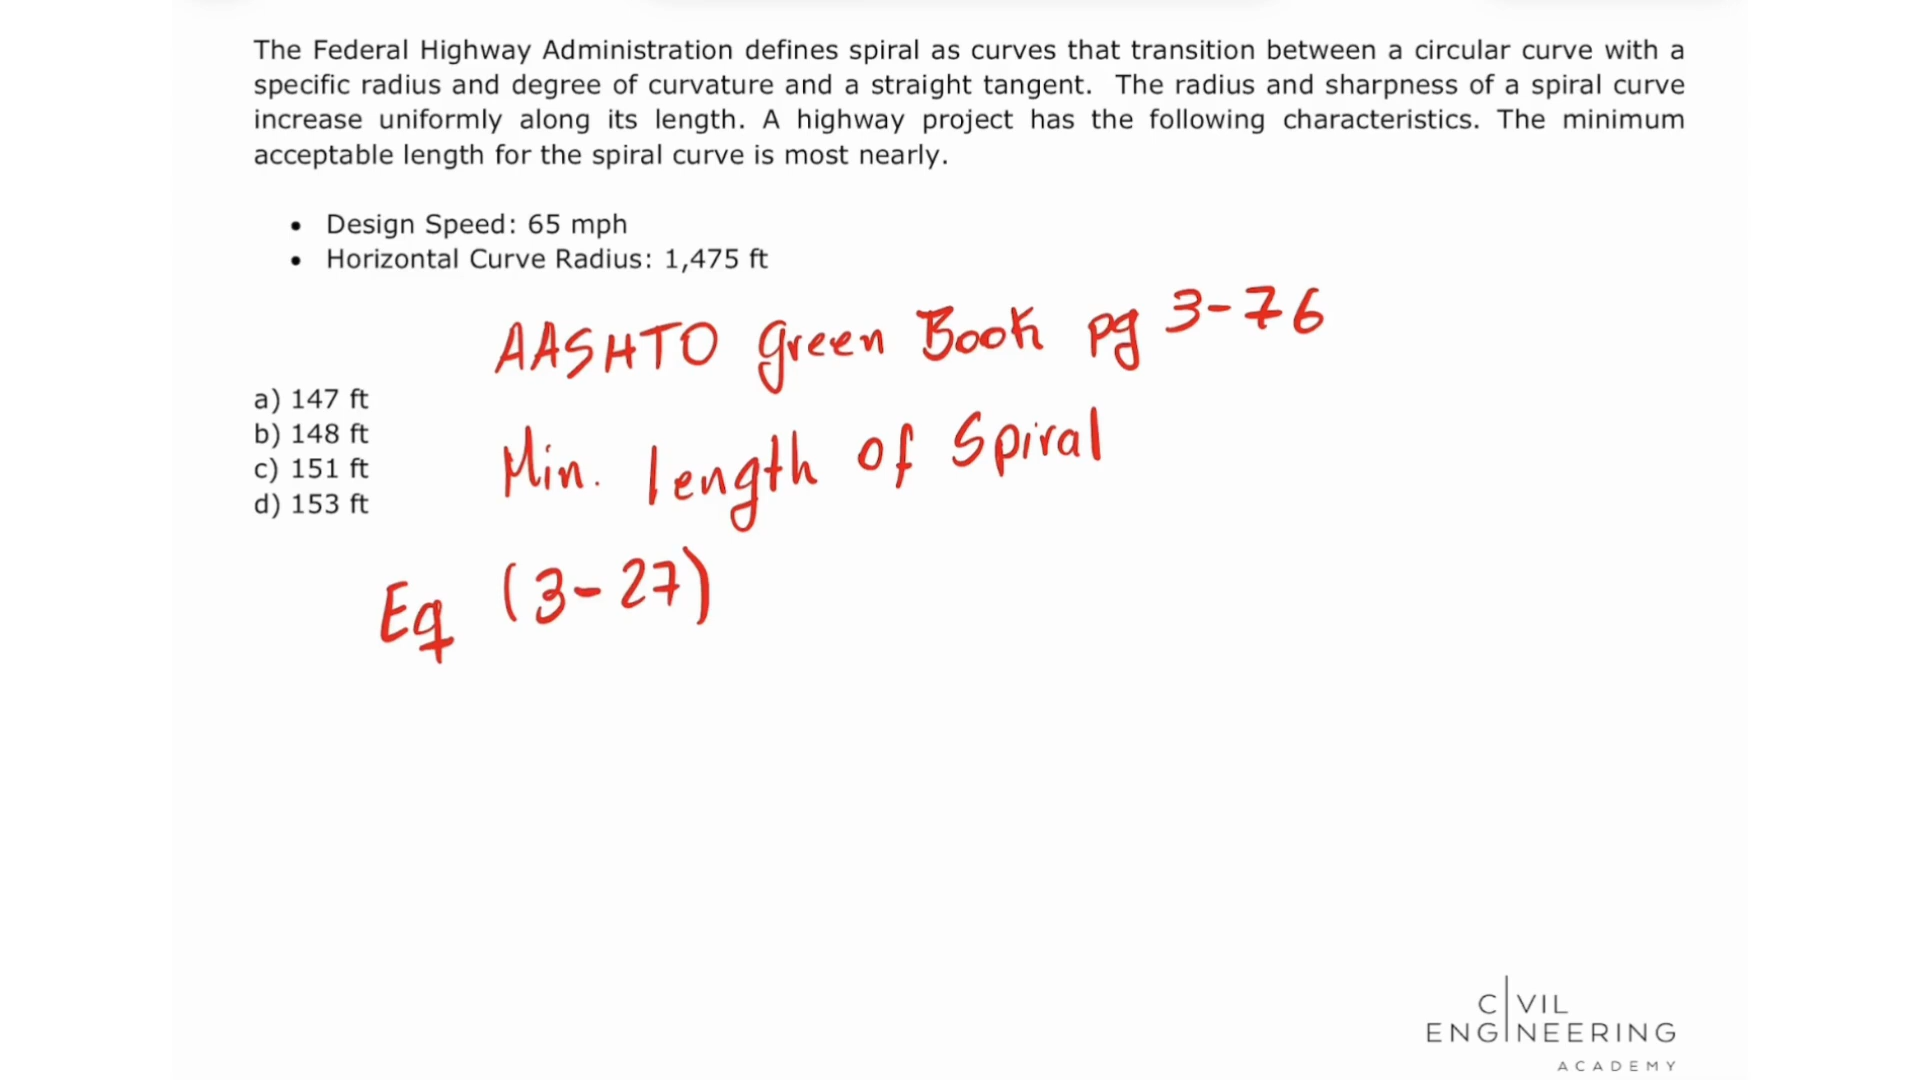 The Federal Highway Administration defines spiral as curves that transition between a circular curve with a
specific radius and degree of curvature and a straight tangent. The radius and sharpness of a spiral curve
increase uniformly along its length. A highway project has the following characteristics. The minimum
acceptable length for the spiral curve is most nearly.
• Design Speed: 65 mph
• Horizontal Curve Radius: 1,475 ft
AASHTO Green Book pg 3-76
a) 147 ft
b) 148 ft
c) 151 ft
d) 153 ft
Min. length of Spiral
Eq (3-27)
CIVIL
ENGINEERING
ACADEMY